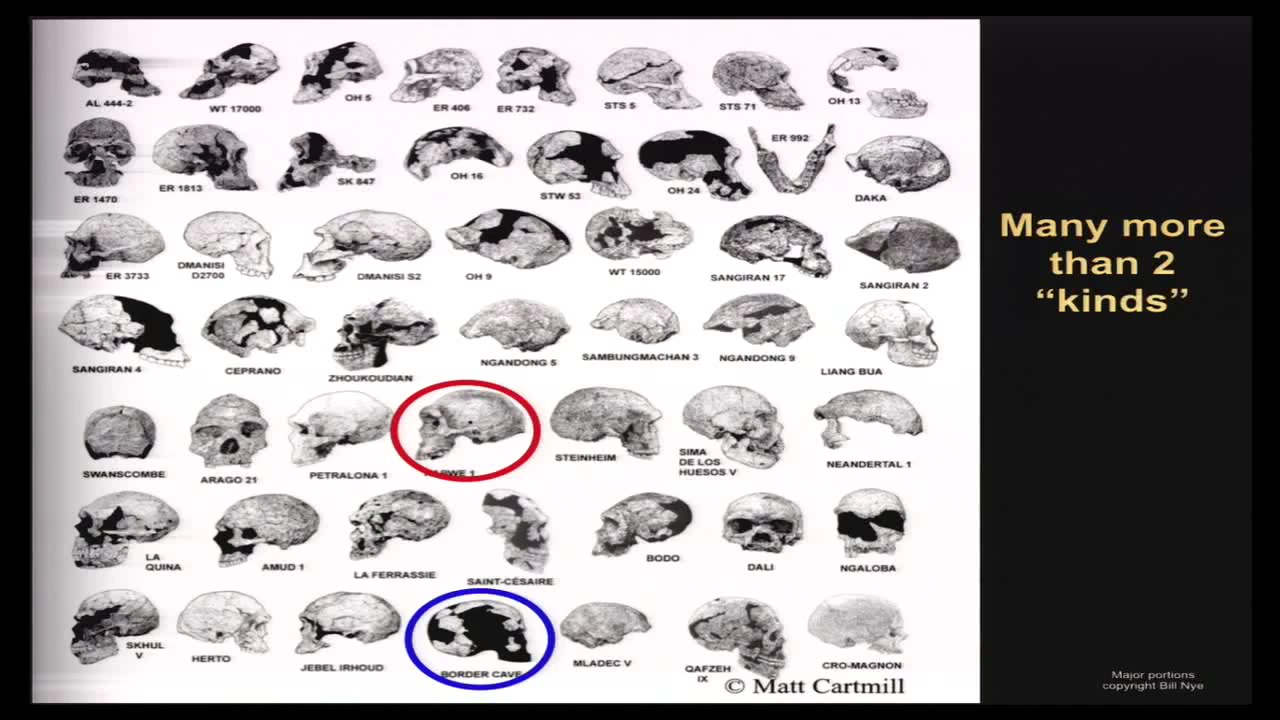 AL 444-2
WT 17000
OH 5
ER 406
ER 732
STS 5
STS 71
OH 13
ER 1470
ER 1813
SK 847
OH 16
STW 53
OH 24
ER 992
DAKA
ER 3733
DMANISI
D2700
DMANISI S2
OH 9
WT 15000
SANGIRAN 17
SANGIRAN 2
SANGIRAN 4
CEPRANO
ZHOUKOUDIAN
NGANDONG 5
SAMBUNGMACHAN 3
NGANDONG 9
LIANG BUA
SWANSCOMBE
ARAGO 21
PETRALONA 1
STEINHEIM
SIMA
DE LOS
HUESOS V
NEANDERTAL 1
LA
QUINA
AMUD 1
LA FERRASSIE
SAINT-CÉSAIRE
BODO
DALI
NGALOBA
SKHUL
V
HERTO
JEBEL IRHOUD
BORDER CAVE
MLADEC V
QAFZEH
IX
CRO-MAGNON
© Matt Cartmill
Many more
than 2
“kinds”
Major portions
copyright Bill Nye